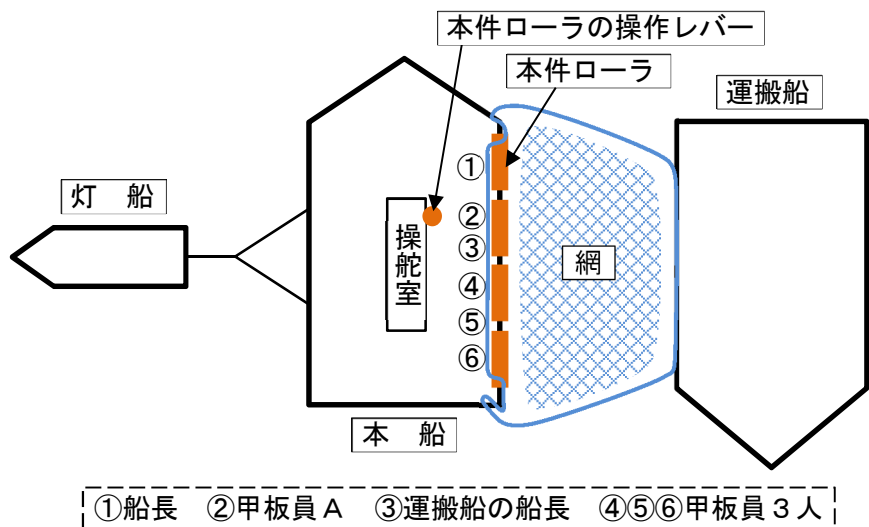 本件ローラの操作レバー
本件ローラ
運搬船
灯 船
操舵室
①
②
③
④
⑤
⑥
網
本 船
①船長 ②甲板員A ③運搬船の船長 ④⑤⑥甲板員3人